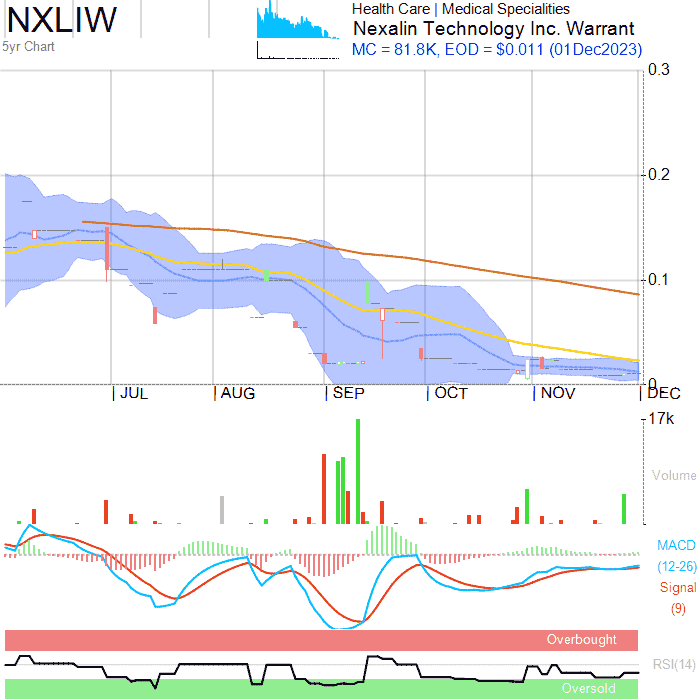 NXLIW
5yr Chart
Health Care | Medical Specialities
Nexalin Technology Inc. Warrant
MC = 81.8K, EOD = $0.011 (01Dec2023)
0.3
0.2
0.1
0
JUL AUG SEP OCT NOV DEC
17k
Volume
MACD
(12-26)
Signal
(9)
Overbought
RSI(14)
Oversold